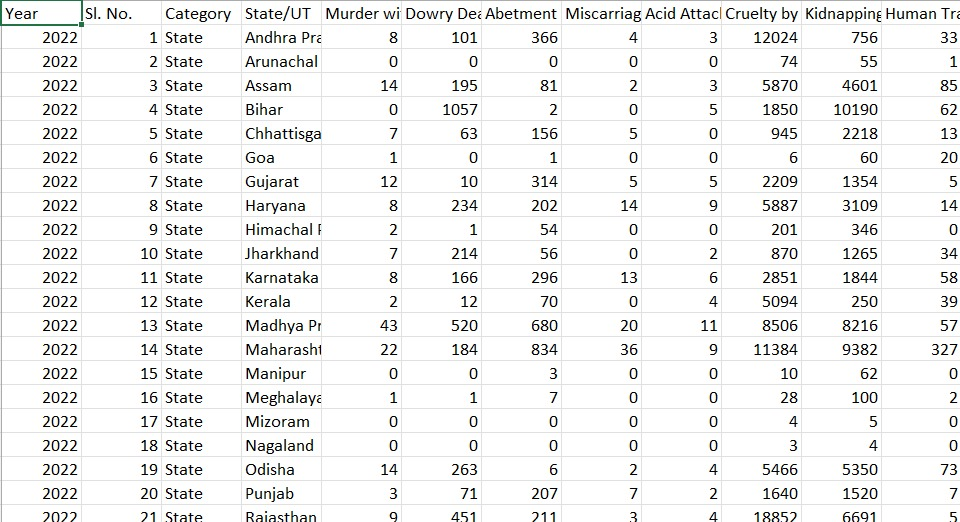 Year Sl. No. Category State/UT Murder wi Dowry Dea Abetment Miscarriag Acid Attac Cruelty by Kidnapping Human Tra
2022 1 State Andhra Pra 8 101 366 4 3 12024 756 33
2022 2 State Arunachal 0 0 0 0 0 74 55 1
2022 3 State Assam 14 195 81 2 3 5870 4601 85
2022 4 State Bihar 0 1057 2 0 5 1850 10190 62
2022 5 State Chhattisga 7 63 156 5 0 945 2218 13
2022 6 State Goa 1 0 1 0 0 6 60 20
2022 7 State Gujarat 12 10 314 5 5 2209 1354 5
2022 8 State Haryana 8 234 202 14 9 5887 3109 14
2022 9 State Himachal P 2 1 54 0 0 201 346 0
2022 10 State Jharkhand 7 214 56 0 2 870 1265 34
2022 11 State Karnataka 8 166 296 13 6 2851 1844 58
2022 12 State Kerala 2 12 70 0 4 5094 250 39
2022 13 State Madhya Pr 43 520 680 20 11 8506 8216 57
2022 14 State Maharasht 22 184 834 36 9 11384 9382 327
2022 15 State Manipur 0 0 3 0 0 10 62 0
2022 16 State Meghalaya 1 1 7 0 0 28 100 2
2022 17 State Mizoram 0 0 0 0 0 4 5 0
2022 18 State Nagaland 0 0 0 0 0 3 4 0
2022 19 State Odisha 14 263 6 2 4 5466 5350 73
2022 20 State Punjab 3 71 207 7 2 1640 1520 7
2022 21 State Rajasthan 9 451 211 3 4 18852 6691 5